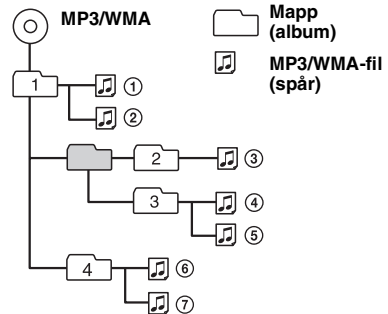 MP3/WMA
Mapp
(album)
MP3/WMA-fil
(spår)
1
①
②
2
③
3
④
⑤
4
⑥
⑦